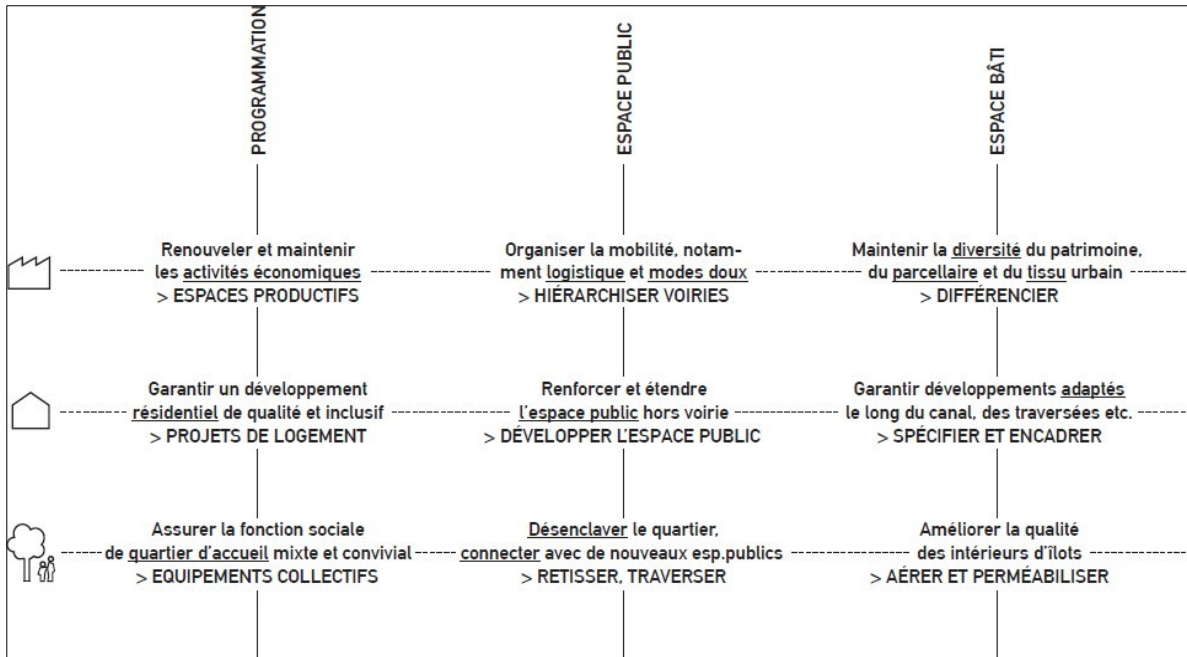 PROGRAMMATION
ESPACE PUBLIC
ESPACE BÂTI
Renouveler et maintenir
les activités économiques
> ESPACES PRODUCTIFS
Organiser la mobilité, notam-
ment logistique et modes doux
> HIÉRARCHISER VOIRIES
Maintenir la diversité du patrimoine,
du parcellaire et du tissu urbain
> DIFFÉRENCIER
Garantir un développement
résidentiel de qualité et inclusif
> PROJETS DE LOGEMENT
Renforcer et étendre
l'espace public hors voirie
> DÉVELOPPER L'ESPACE PUBLIC
Garantir développements adaptés
le long du canal, des traversées etc.
> SPÉCIFIER ET ENCADRER
Assurer la fonction sociale
de quartier d'accueil mixte et convivial
> EQUIPEMENTS COLLECTIFS
Désenclaver le quartier,
connecter avec de nouveaux esp.publics
> RETISSER, TRAVERSER
Améliorer la qualité
des intérieurs d'îlots
> AÉRER ET PERMÉABILISER